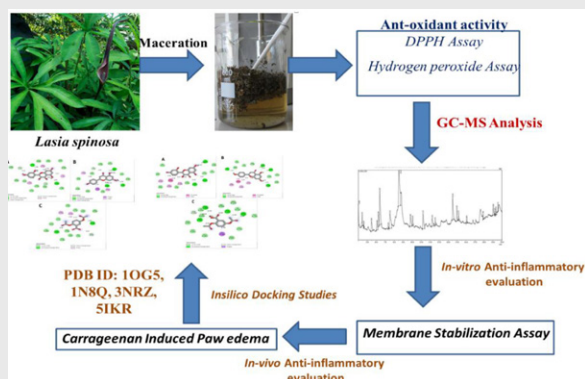 Maceration
Lasia spinosa
Ant-oxidant activity
DPPH Assay
Hydrogen peroxide Assay
GC-MS Analysis
In-vitro Anti-inflammatory
evaluation
Membrane Stabilization Assay
In-vivo Anti-inflammatory
evaluation
Carrageenan Induced Paw edema
Insilico Docking Studies
PDB ID: 1OG5,
1N8Q, 3NRZ,
5IKR
A
B
C
A
B
C